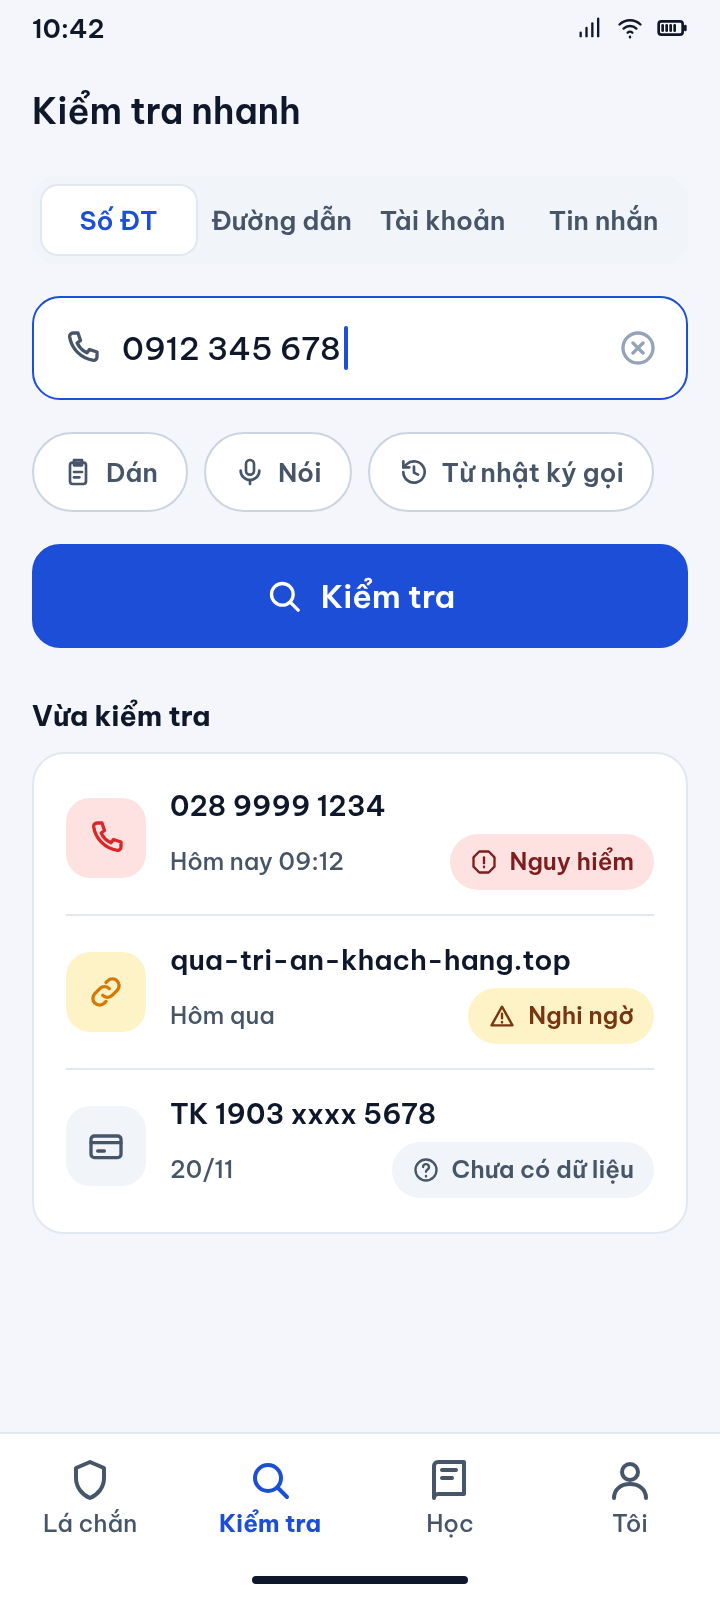 10:42
Kiểm tra nhanh
Số ĐT
Đường dẫn
Tài khoản
Tin nhắn
0912 345 678
Dán
Nói
Từ nhật ký gọi
Kiểm tra
Vừa kiểm tra
028 9999 1234
Hôm nay 09:12
Nguy hiểm
qua-tri-an-khach-hang.top
Hôm qua
Nghi ngờ
TK 1903 xxxx 5678
20/11
Chưa có dữ liệu
Lá chắn
Kiểm tra
Học
Tôi